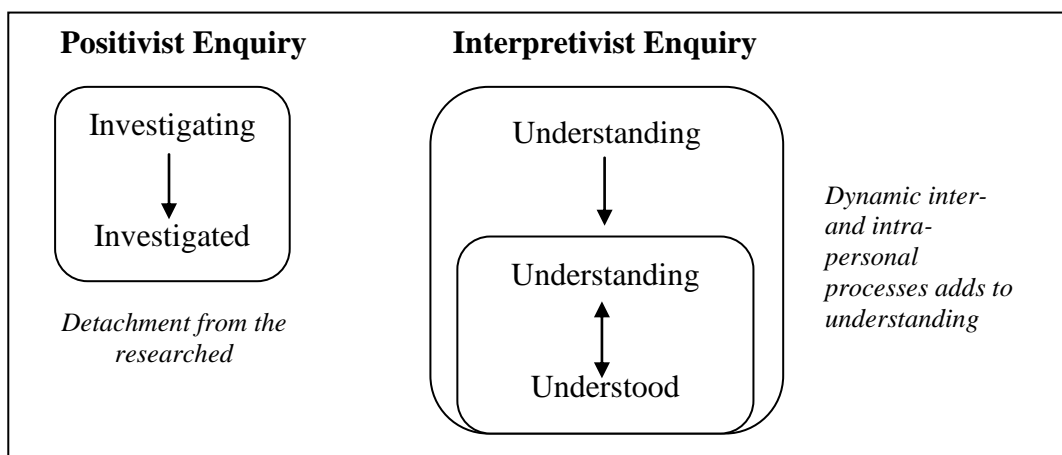 Positivist Enquiry
Investigating
Investigated
Detachment from the
researched
Interpretivist Enquiry
Understanding
Understanding
Understood
Dynamic inter-
and intra-
personal
processes adds to
understanding